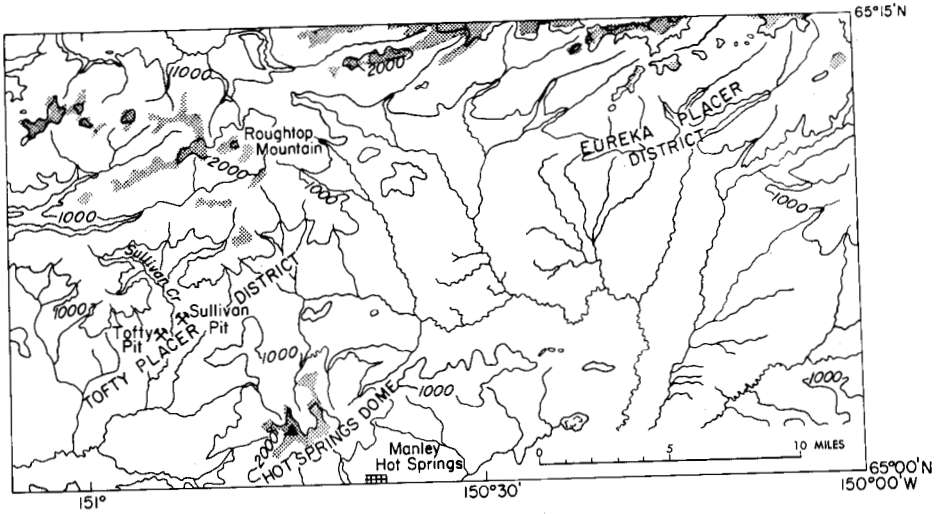 65°15'N
1000
2000
Roughtop
Mountain
EUREKA PLACER
DISTRICT
2000
1000
1000
1000
Sullivan Cr
DISTRICT
1000
Sullivan
Pit
Tofty
Pit
TOFTY PLACER
1000
1000
1000
HOT SPRINGS DOME
2000
Manley
Hot Springs
0 5 10 MILES
65°00'N
151° 150°30' 150°00'W